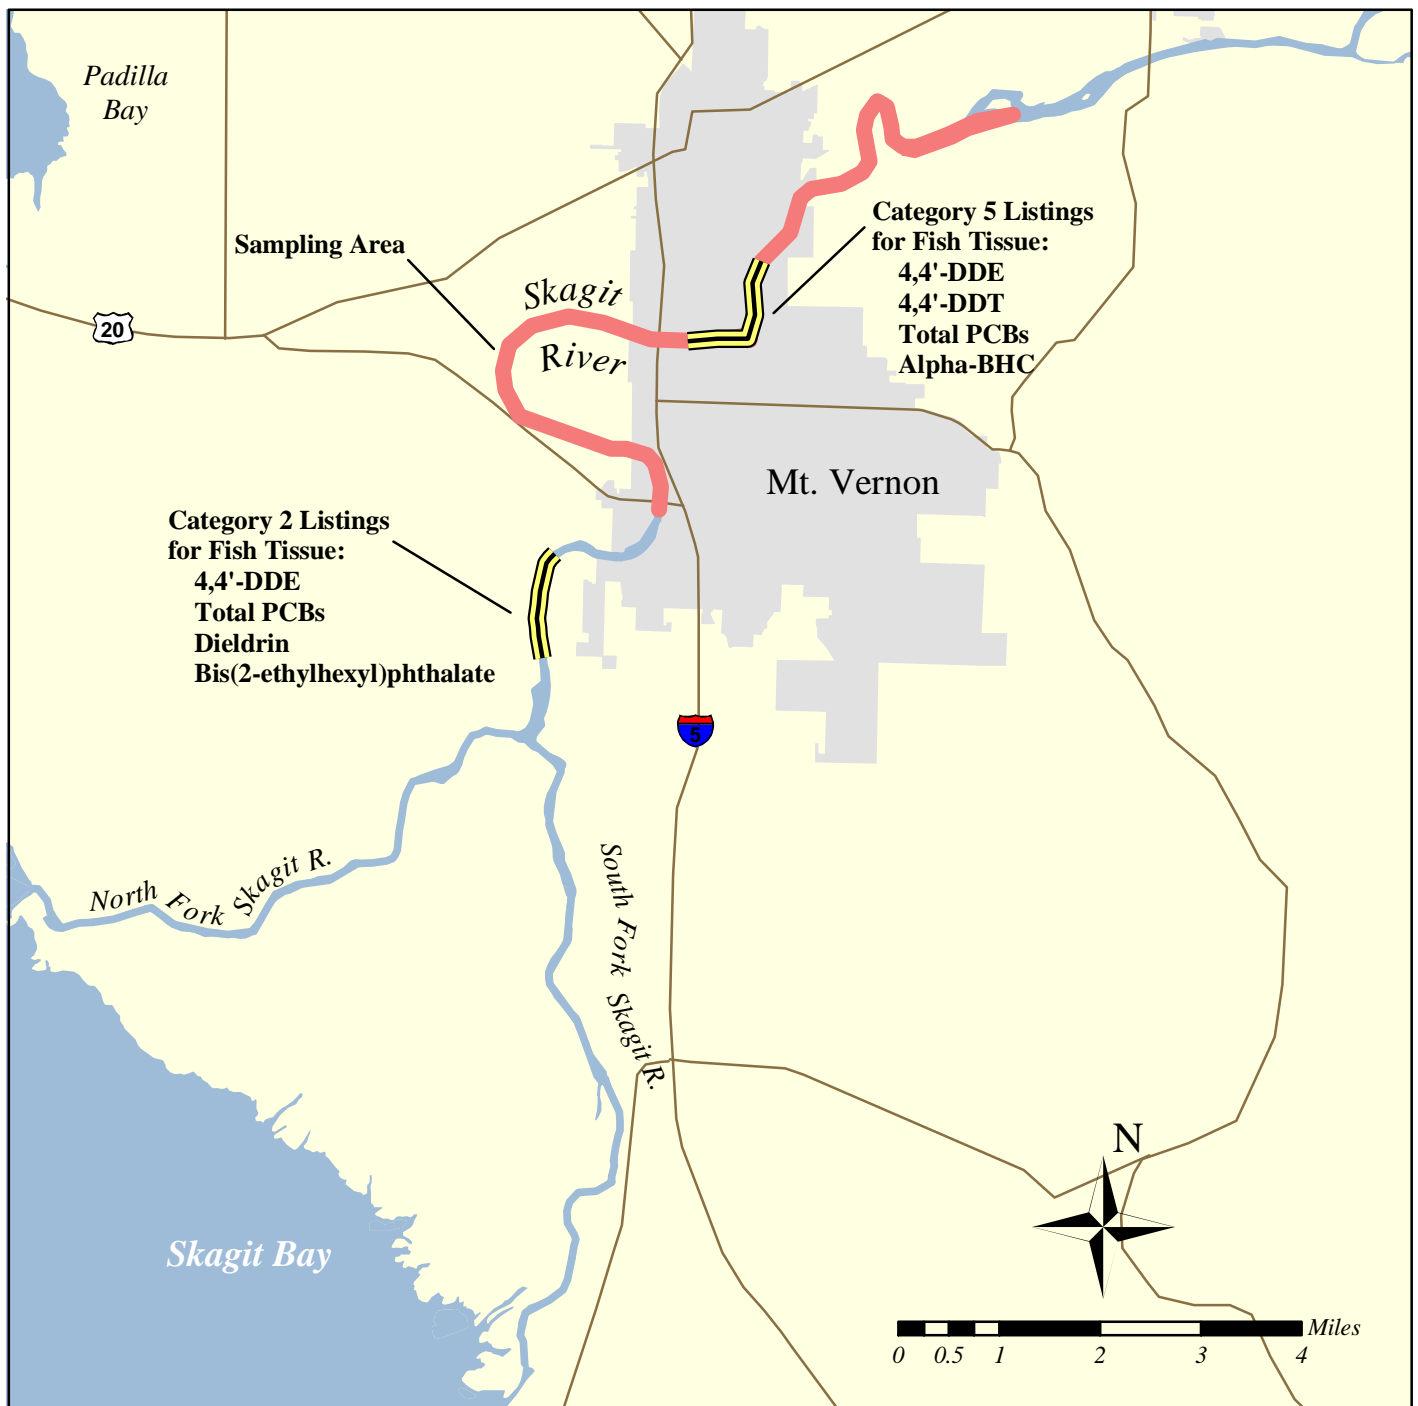 Padilla
Bay
Category 5 Listings
for Fish Tissue:
4,4'-DDE
4,4'-DDT
Total PCBs
Alpha-BHC
Sampling Area
Skagit
River
20
Mt. Vernon
Category 2 Listings
for Fish Tissue:
4,4'-DDE
Total PCBs
Dieldrin
Bis(2-ethylhexyl)phthalate
5
North Fork Skagit R.
South Fork Skagit R.
N
Skagit Bay
Miles
0 0.5 1 2 3 4